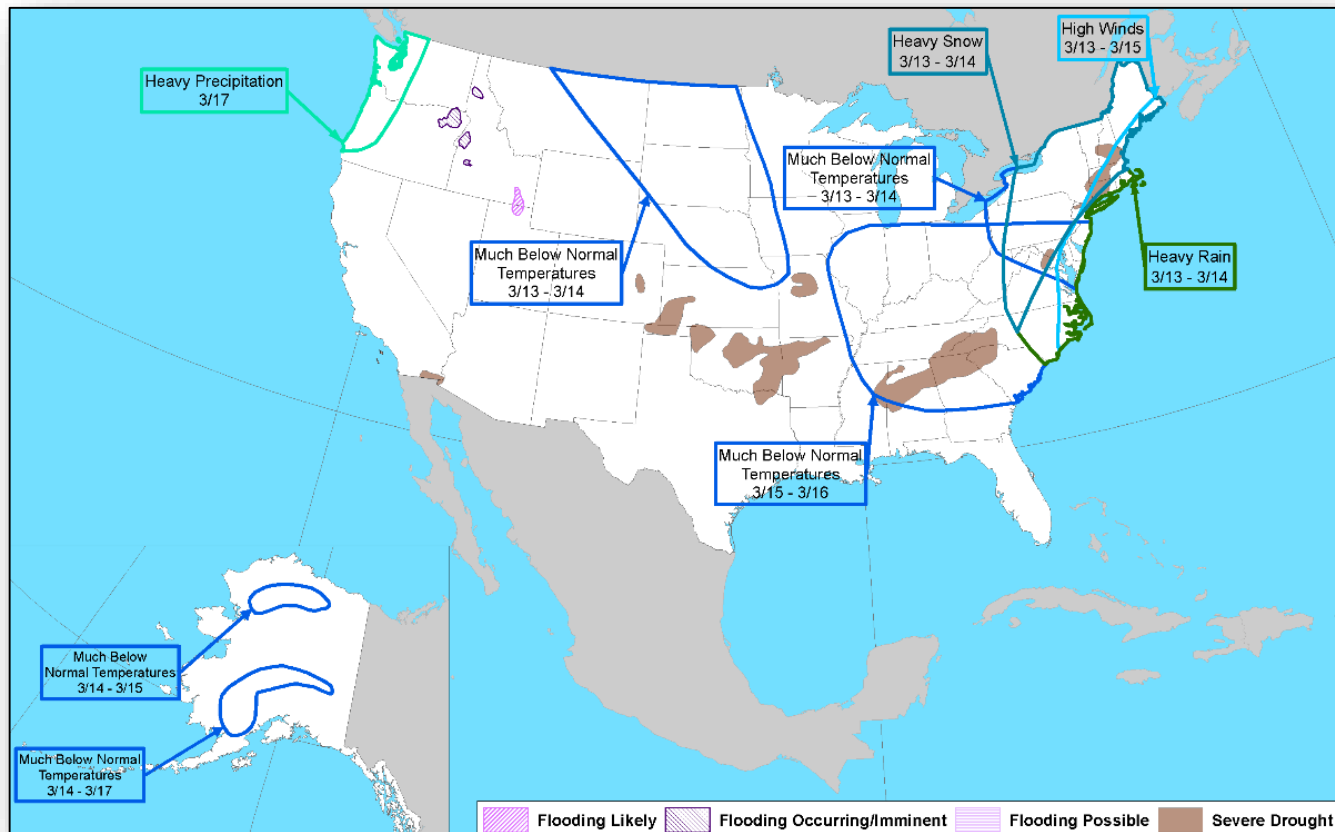 Heavy Snow
3/13 - 3/14
High Winds
3/13 - 3/15
Heavy Precipitation
3/17
Much Below Normal
Temperatures
3/13 - 3/14
Much Below Normal
Temperatures
3/13 - 3/14
Heavy Rain
3/13 - 3/14
Much Below Normal
Temperatures
3/15 - 3/16
Much Below
Normal Temperatures
3/14 - 3/15
Much Below Normal
Temperatures
3/14 - 3/17
Flooding Likely
Flooding Occurring/Imminent
Flooding Possible
Severe Drought